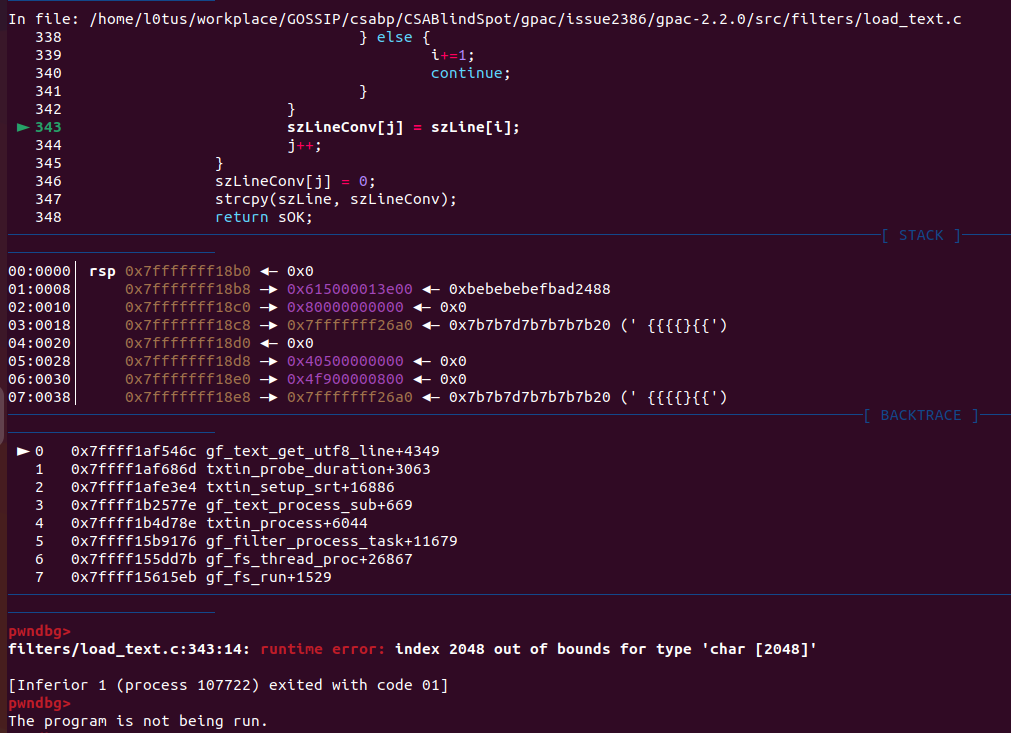 In file: /home/l0tus/workplace/GOSSIP/csabp/CSABlindSpot/gpac/issue2386/gpac-2.2.0/src/filters/load_text.c
338 } else {
339 i+=1;
340 continue;
341 }
342 }
► 343 szLineConv[j] = szLine[i];
344 j++;
345 }
346 szLineConv[j] = 0;
347 strcpy(szLine, szLineConv);
348 return sOK;
[ STACK ]
00:0000│ rsp 0x7fffffff18b0 ◂— 0x0
01:0008│ 0x7fffffff18b8 —▸ 0x615000013e00 ◂— 0xbebebebefbad2488
02:0010│ 0x7fffffff18c0 —▸ 0x80000000000 ◂— 0x0
03:0018│ 0x7fffffff18c8 —▸ 0x7fffffff26a0 ◂— 0x7b7b7d7b7b7b7b20 (' {{{{}{{')
04:0020│ 0x7fffffff18d0 ◂— 0x0
05:0028│ 0x7fffffff18d8 —▸ 0x40500000000 ◂— 0x0
06:0030│ 0x7fffffff18e0 —▸ 0x4f900000800 ◂— 0x0
07:0038│ 0x7fffffff18e8 —▸ 0x7fffffff26a0 ◂— 0x7b7b7d7b7b7b7b20 (' {{{{}{{')
[ BACKTRACE ]
► 0 0x7ffff1af546c gf_text_get_utf8_line+4349
1 0x7ffff1af686d txtin_probe_duration+3063
2 0x7ffff1afe3e4 txtin_setup_srt+16886
3 0x7ffff1b2577e gf_text_process_sub+669
4 0x7ffff1b4d78e txtin_process+6044
5 0x7ffff15b9176 gf_filter_process_task+11679
6 0x7ffff155dd7b gf_fs_thread_proc+26867
7 0x7ffff15615eb gf_fs_run+1529
pwndbg>
filters/load_text.c:343:14: runtime error: index 2048 out of bounds for type 'char [2048]'
[Inferior 1 (process 107722) exited with code 01]
pwndbg>
The program is not being run.